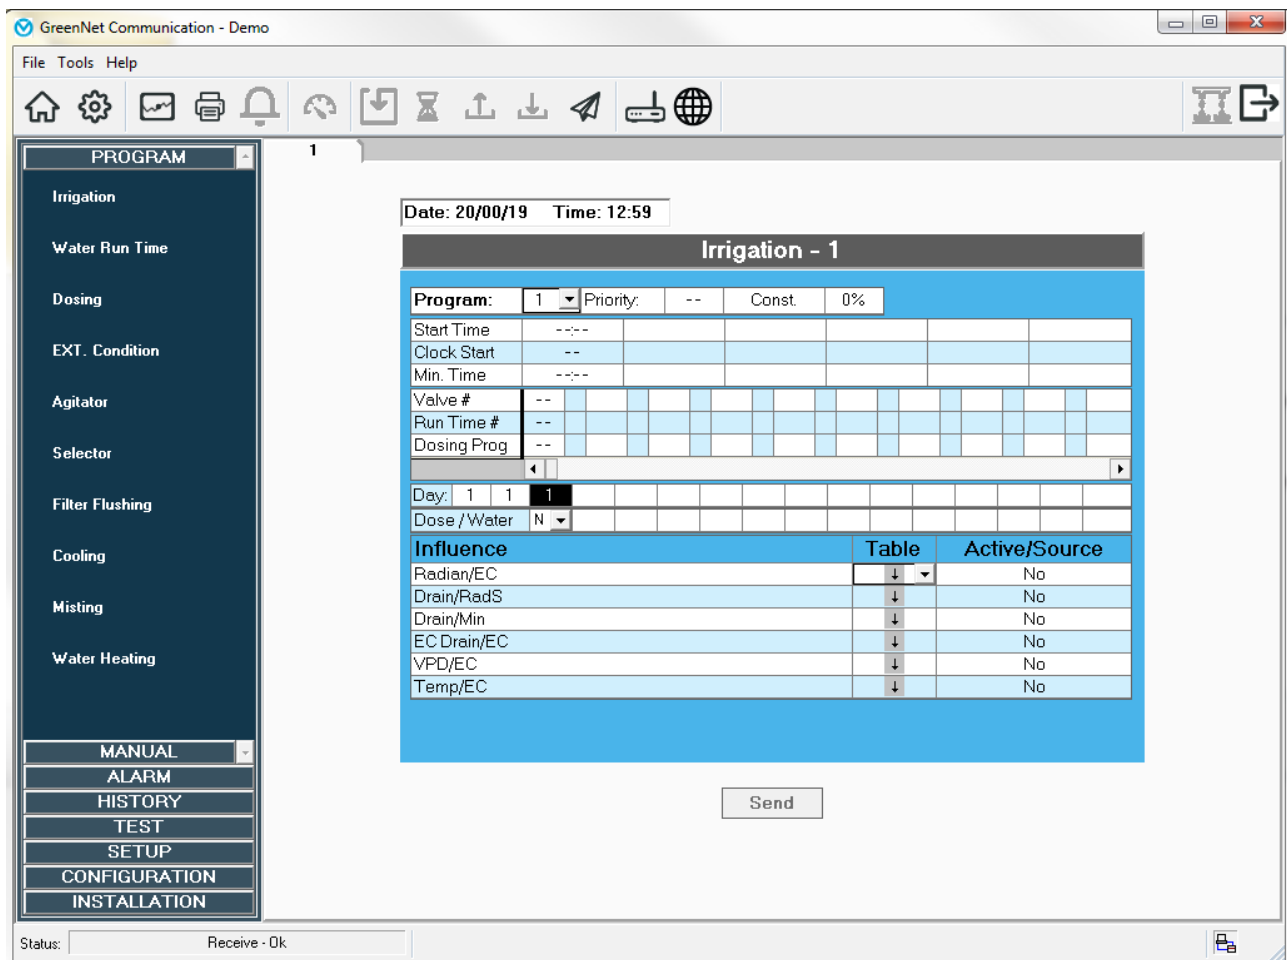 GreenNet Communication - Demo
File Tools Help
PROGRAM
Irrigation
Water Run Time
Dosing
EXT. Condition
Agitator
Selector
Filter Flushing
Cooling
Misting
Water Heating
MANUAL
ALARM
HISTORY
TEST
SETUP
CONFIGURATION
INSTALLATION
1
Date: 20/00/19 Time: 12:59
Irrigation - 1
Program: 1 Priority: -- Const. 0%
Start Time --:--
Clock Start --
Min. Time --:--
Valve # --
Run Time # --
Dosing Prog --
Day: 1 1 1
Dose / Water N
Influence Table Active/Source
Radian/EC ↓ No
Drain/RadS ↓ No
Drain/Min ↓ No
EC Drain/EC ↓ No
VPD/EC ↓ No
Temp/EC ↓ No
Send
Status: Receive - Ok